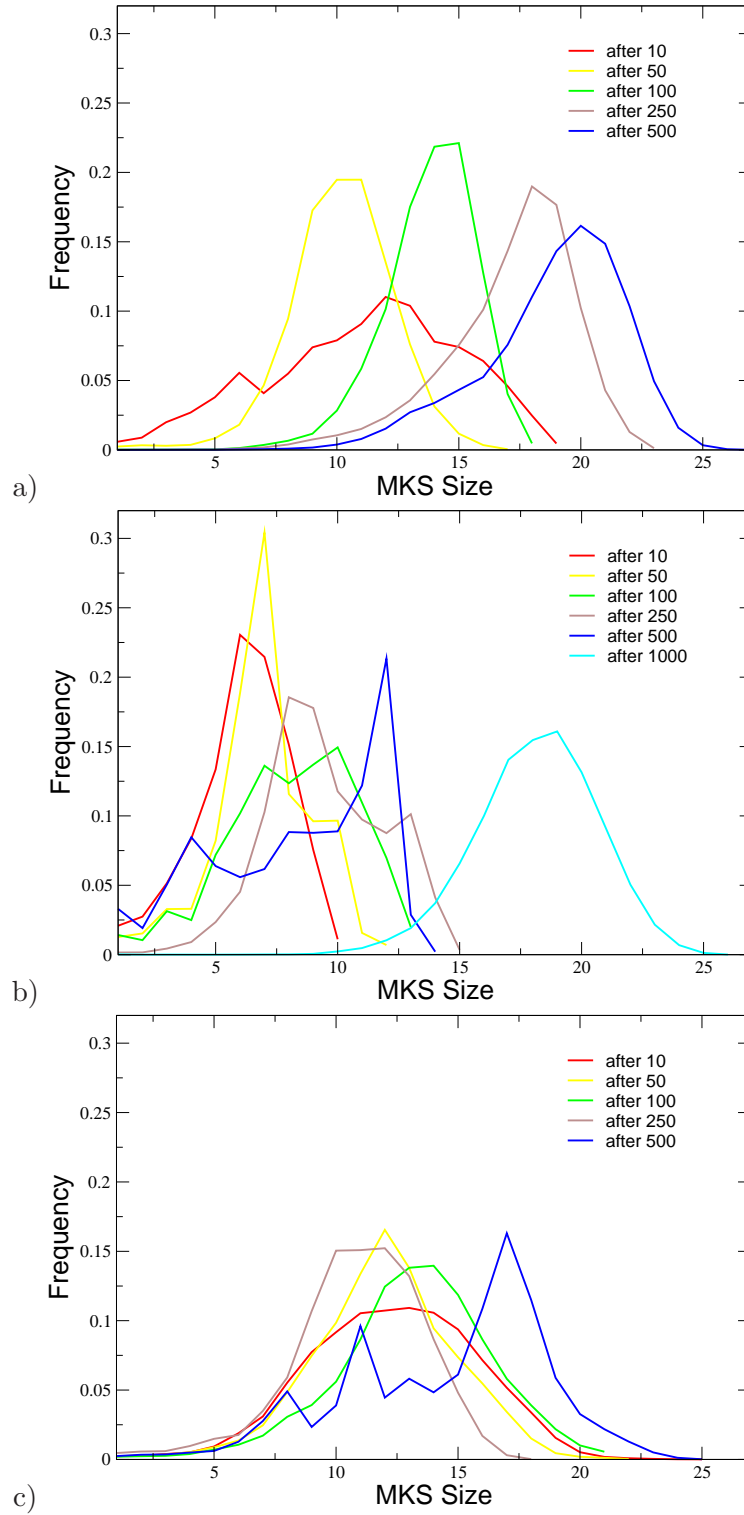 0.3
0.25
0.2
0.15
0.1
0.05
0
Frequency
after 10
after 50
after 100
after 250
after 500
5 10 15 20 25
MKS Size
a)
0.3
0.25
0.2
0.15
0.1
0.05
0
Frequency
after 10
after 50
after 100
after 250
after 500
after 1000
5 10 15 20 25
MKS Size
b)
0.3
0.25
0.2
0.15
0.1
0.05
0
Frequency
after 10
after 50
after 100
after 250
after 500
5 10 15 20 25
MKS Size
c)